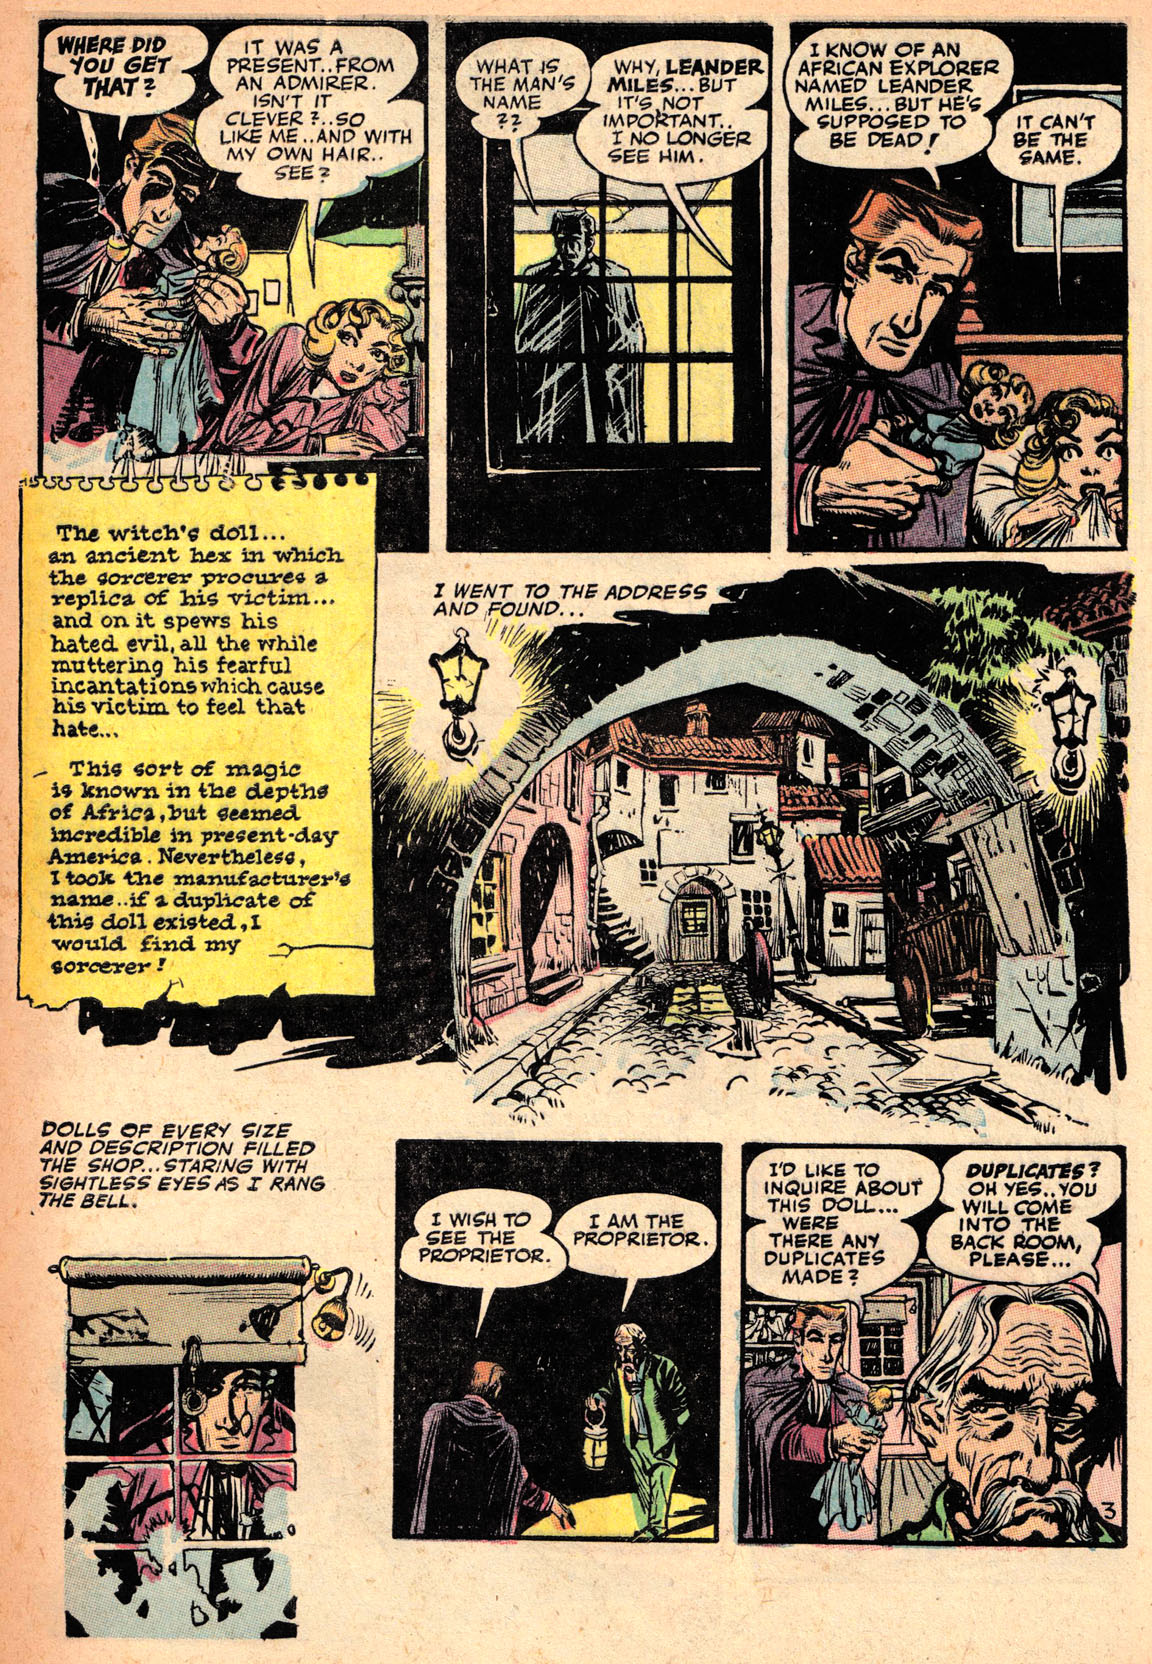 WHERE DID
YOU GET
THAT?
IT WAS A
PRESENT..FROM
AN ADMIRER.
ISN'T IT
CLEVER?..SO
LIKE ME..AND WITH
MY OWN HAIR..
SEE?
WHAT IS
THE MAN'S
NAME
??
WHY, LEANDER
MILES...BUT
IT'S NOT
IMPORTANT..
I NO LONGER
SEE HIM.
I KNOW OF AN
AFRICAN EXPLORER
NAMED LEANDER
MILES...BUT HE'S
SUPPOSED TO
BE DEAD!
IT CAN'T
BE THE
SAME.
The witch's doll...
an ancient hex in which
the sorcerer procures a
replica of his victim...
and on it spews his
hated evil, all the while
muttering his fearful
incantations which cause
his victim to feel that
hate...
This sort of magic
is known in the depths
of Africa, but seemed
incredible in present-day
America. Nevertheless,
I took the manufacturer's
name..if a duplicate of
this doll existed, I
would find my
sorcerer!
I WENT TO THE ADDRESS
AND FOUND...
DOLLS OF EVERY SIZE
AND DESCRIPTION FILLED
THE SHOP...STARING WITH
SIGHTLESS EYES AS I RANG
THE BELL.
I WISH TO
SEE THE
PROPRIETOR.
I AM THE
PROPRIETOR.
I'D LIKE TO
INQUIRE ABOUT
THIS DOLL...
WERE
THERE ANY
DUPLICATES
MADE?
DUPLICATES?
OH YES..YOU
WILL COME
INTO THE
BACK ROOM,
PLEASE...
3